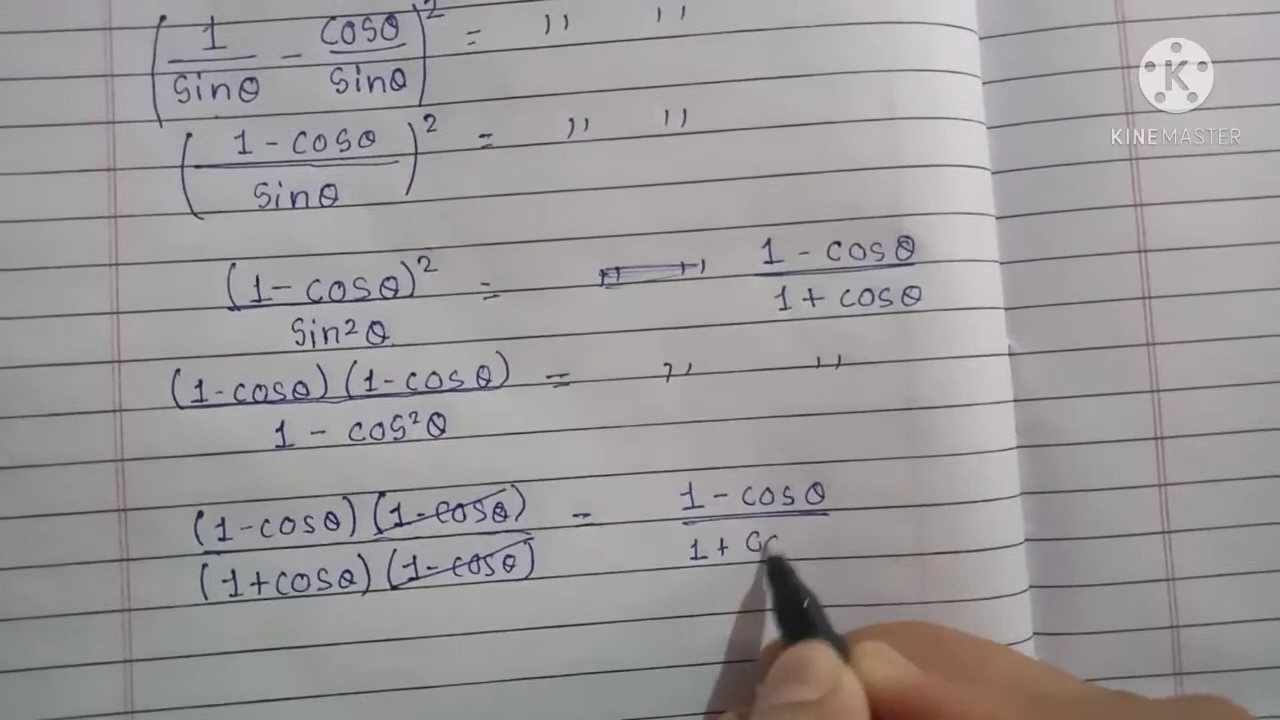 (1/sinθ - cosθ/sinθ)² = ,, ,,
K
KINEMASTER
((1 - cosθ)/sinθ)² = ,, ,,
(1 - cosθ)²/sin²θ = (1 - cosθ)/(1 + cosθ)
(1-cosθ)(1-cosθ)/(1 - cos²θ) = ,, ,,
(1-cosθ)(1-cosθ)/(1+cosθ)(1-cosθ) = (1 - cosθ)/(1 + co